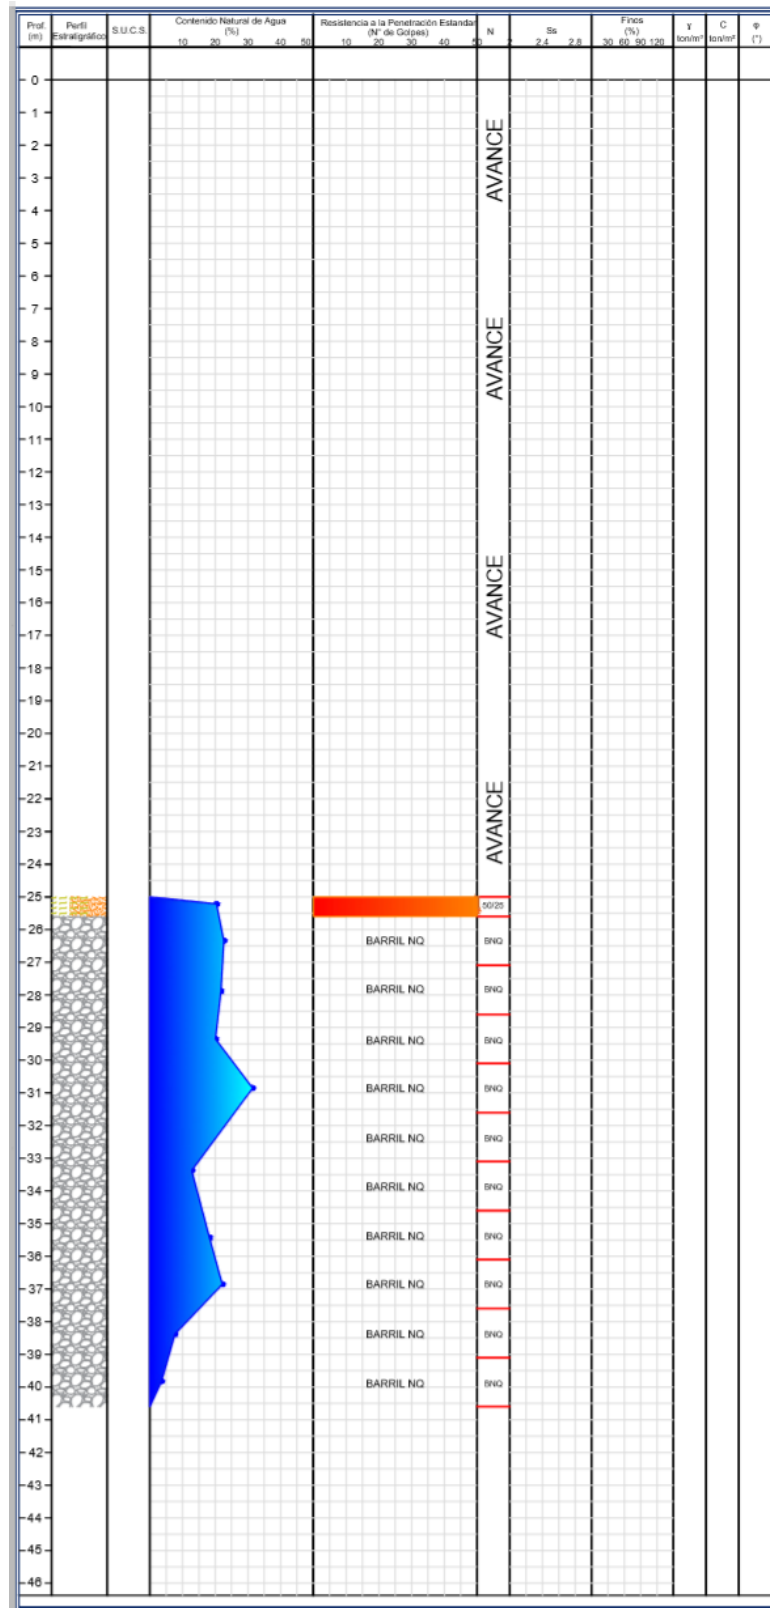 Prof. (m)
Perfil Estratigráfico
S.U.C.S.
Contenido Natural de Agua
(%)
10 20 30 40 50
Resistencia a la Penetración Estandar
(N° de Golpes)
10 20 30 40 50
N
Ss
2.4 2.8
Finos
(%)
30 60 90 120
ton/m³
C
ton/m²
φ
(°)
0
1
2
AVANCE
3
4
5
6
7
8
AVANCE
9
10
11
12
13
14
15
16
AVANCE
17
18
19
20
21
22
23
AVANCE
24
25
50/25
26 BARRIL NQ BNQ
27
28 BARRIL NQ BNQ
29
BARRIL NQ BNQ
30
31 BARRIL NQ BNQ
32
BARRIL NQ BNQ
33
34 BARRIL NQ BNQ
35
BARRIL NQ BNQ
36
37 BARRIL NQ BNQ
38
BARRIL NQ BNQ
39
40 BARRIL NQ BNQ
41
42
43
44
45
46